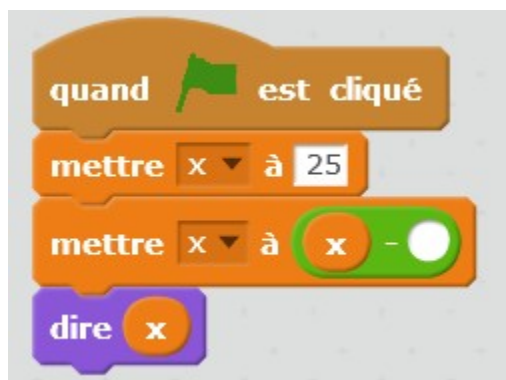 quand est cliqué
mettre x à 25
mettre x à x -
dire x